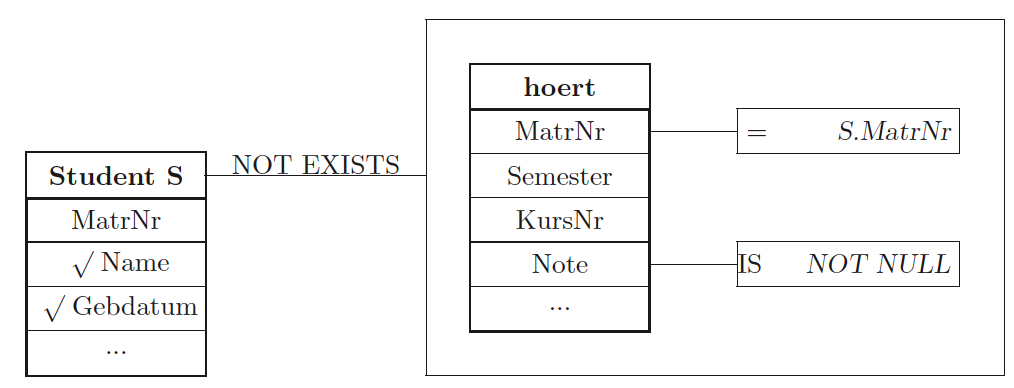 Student S
MatrNr
√ Name
√ Gebdatum
...
NOT EXISTS
hoert
MatrNr
Semester
KursNr
Note
...
= S.MatrNr
IS NOT NULL